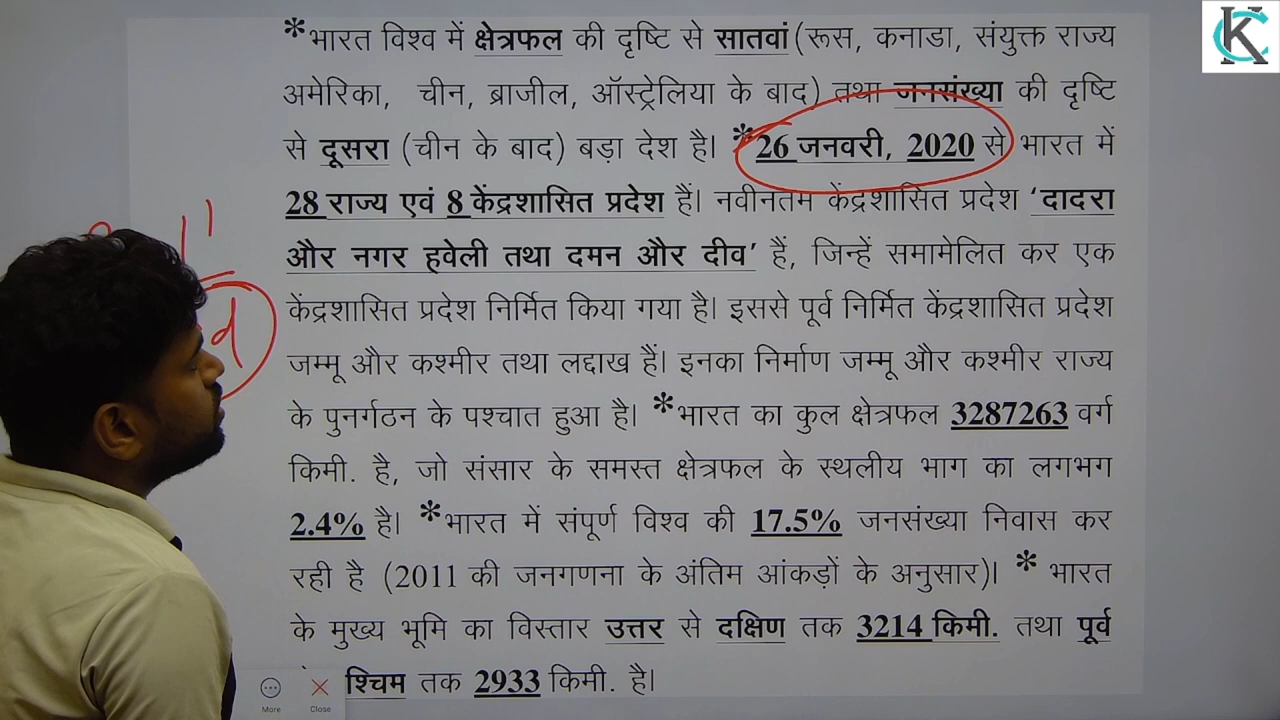 *भारत विश्व में क्षेत्रफल की दृष्टि से सातवां (रूस, कनाडा, संयुक्त राज्य
अमेरिका, चीन, ब्राजील, ऑस्ट्रेलिया के बाद) तथा जनसंख्या की दृष्टि
से दूसरा (चीन के बाद) बड़ा देश है। *26 जनवरी, 2020 से भारत में
28 राज्य एवं 8 केंद्रशासित प्रदेश हैं। नवीनतम केंद्रशासित प्रदेश ‘दादरा
और नगर हवेली तथा दमन और दीव’ हैं, जिन्हें समामेलित कर एक
केंद्रशासित प्रदेश निर्मित किया गया है। इससे पूर्व निर्मित केंद्रशासित प्रदेश
जम्मू और कश्मीर तथा लद्दाख हैं। इनका निर्माण जम्मू और कश्मीर राज्य
के पुनर्गठन के पश्चात हुआ है। *भारत का कुल क्षेत्रफल 3287263 वर्ग
किमी. है, जो संसार के समस्त क्षेत्रफल के स्थलीय भाग का लगभग
2.4% है। *भारत में संपूर्ण विश्व की 17.5% जनसंख्या निवास कर
रही है (2011 की जनगणना के अंतिम आंकड़ों के अनुसार)। * भारत
के मुख्य भूमि का विस्तार उत्तर से दक्षिण तक 3214 किमी. तथा पूर्व
श्चिम तक 2933 किमी. है।
More Close
KC